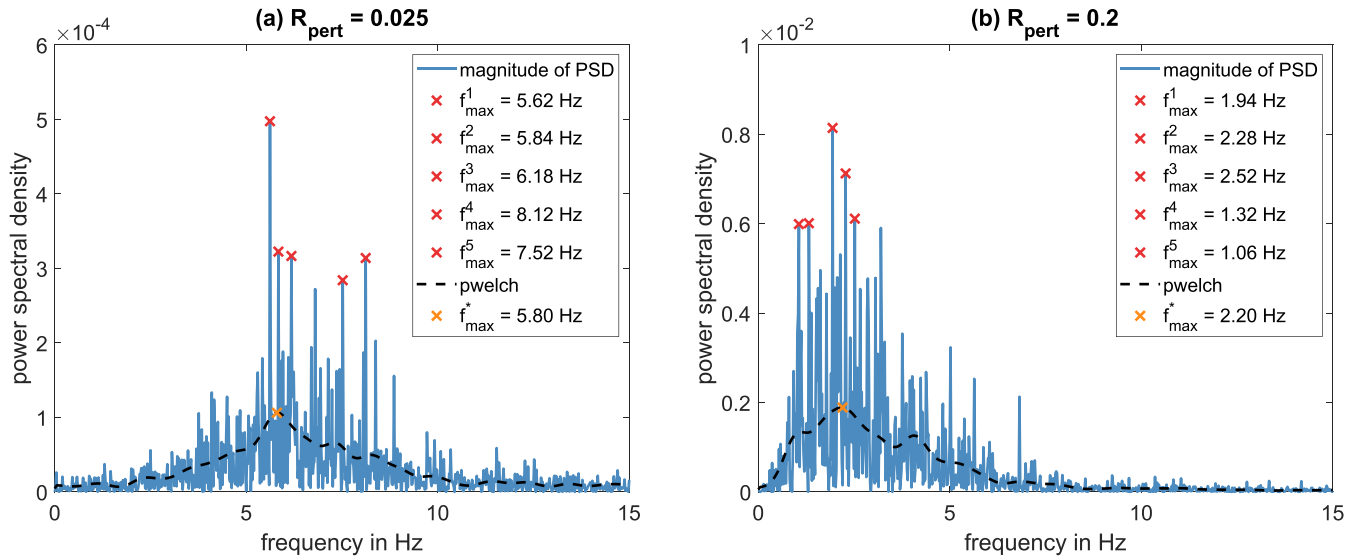 (a) R_pert = 0.025
×10^-4
6
5
4
3
2
1
0
power spectral density
0 5 10 15
frequency in Hz
magnitude of PSD
f^1_max = 5.62 Hz
f^2_max = 5.84 Hz
f^3_max = 6.18 Hz
f^4_max = 8.12 Hz
f^5_max = 7.52 Hz
pwelch
f^*_max = 5.80 Hz
(b) R_pert = 0.2
×10^-2
1
0.8
0.6
0.4
0.2
0
power spectral density
0 5 10 15
frequency in Hz
magnitude of PSD
f^1_max = 1.94 Hz
f^2_max = 2.28 Hz
f^3_max = 2.52 Hz
f^4_max = 1.32 Hz
f^5_max = 1.06 Hz
pwelch
f^*_max = 2.20 Hz